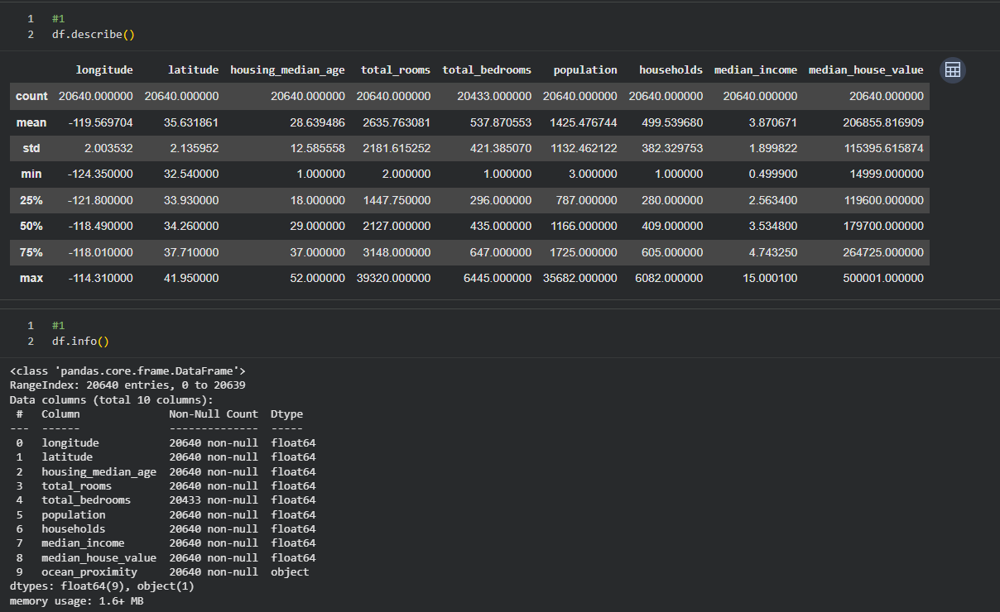 1 #1
2 df.describe()
longitude latitude housing_median_age total_rooms total_bedrooms population households median_income median_house_value
count 20640.000000 20640.000000 20640.000000 20640.000000 20433.000000 20640.000000 20640.000000 20640.000000 20640.000000
mean -119.569704 35.631861 28.639486 2635.763081 537.870553 1425.476744 499.539680 3.870671 206855.816909
std 2.003532 2.135952 12.585558 2181.615252 421.385070 1132.462122 382.329753 1.899822 115395.615874
min -124.350000 32.540000 1.000000 2.000000 1.000000 3.000000 1.000000 0.499900 14999.000000
25% -121.800000 33.930000 18.000000 1447.750000 296.000000 787.000000 280.000000 2.563400 119600.000000
50% -118.490000 34.260000 29.000000 2127.000000 435.000000 1166.000000 409.000000 3.534800 179700.000000
75% -118.010000 37.710000 37.000000 3148.000000 647.000000 1725.000000 605.000000 4.743250 264725.000000
max -114.310000 41.950000 52.000000 39320.000000 6445.000000 35682.000000 6082.000000 15.000100 500001.000000
1 #1
2 df.info()
<class 'pandas.core.frame.DataFrame'>
RangeIndex: 20640 entries, 0 to 20639
Data columns (total 10 columns):
# Column Non-Null Count Dtype
--- ------ -------------- -----
0 longitude 20640 non-null float64
1 latitude 20640 non-null float64
2 housing_median_age 20640 non-null float64
3 total_rooms 20640 non-null float64
4 total_bedrooms 20433 non-null float64
5 population 20640 non-null float64
6 households 20640 non-null float64
7 median_income 20640 non-null float64
8 median_house_value 20640 non-null float64
9 ocean_proximity 20640 non-null object
dtypes: float64(9), object(1)
memory usage: 1.6+ MB